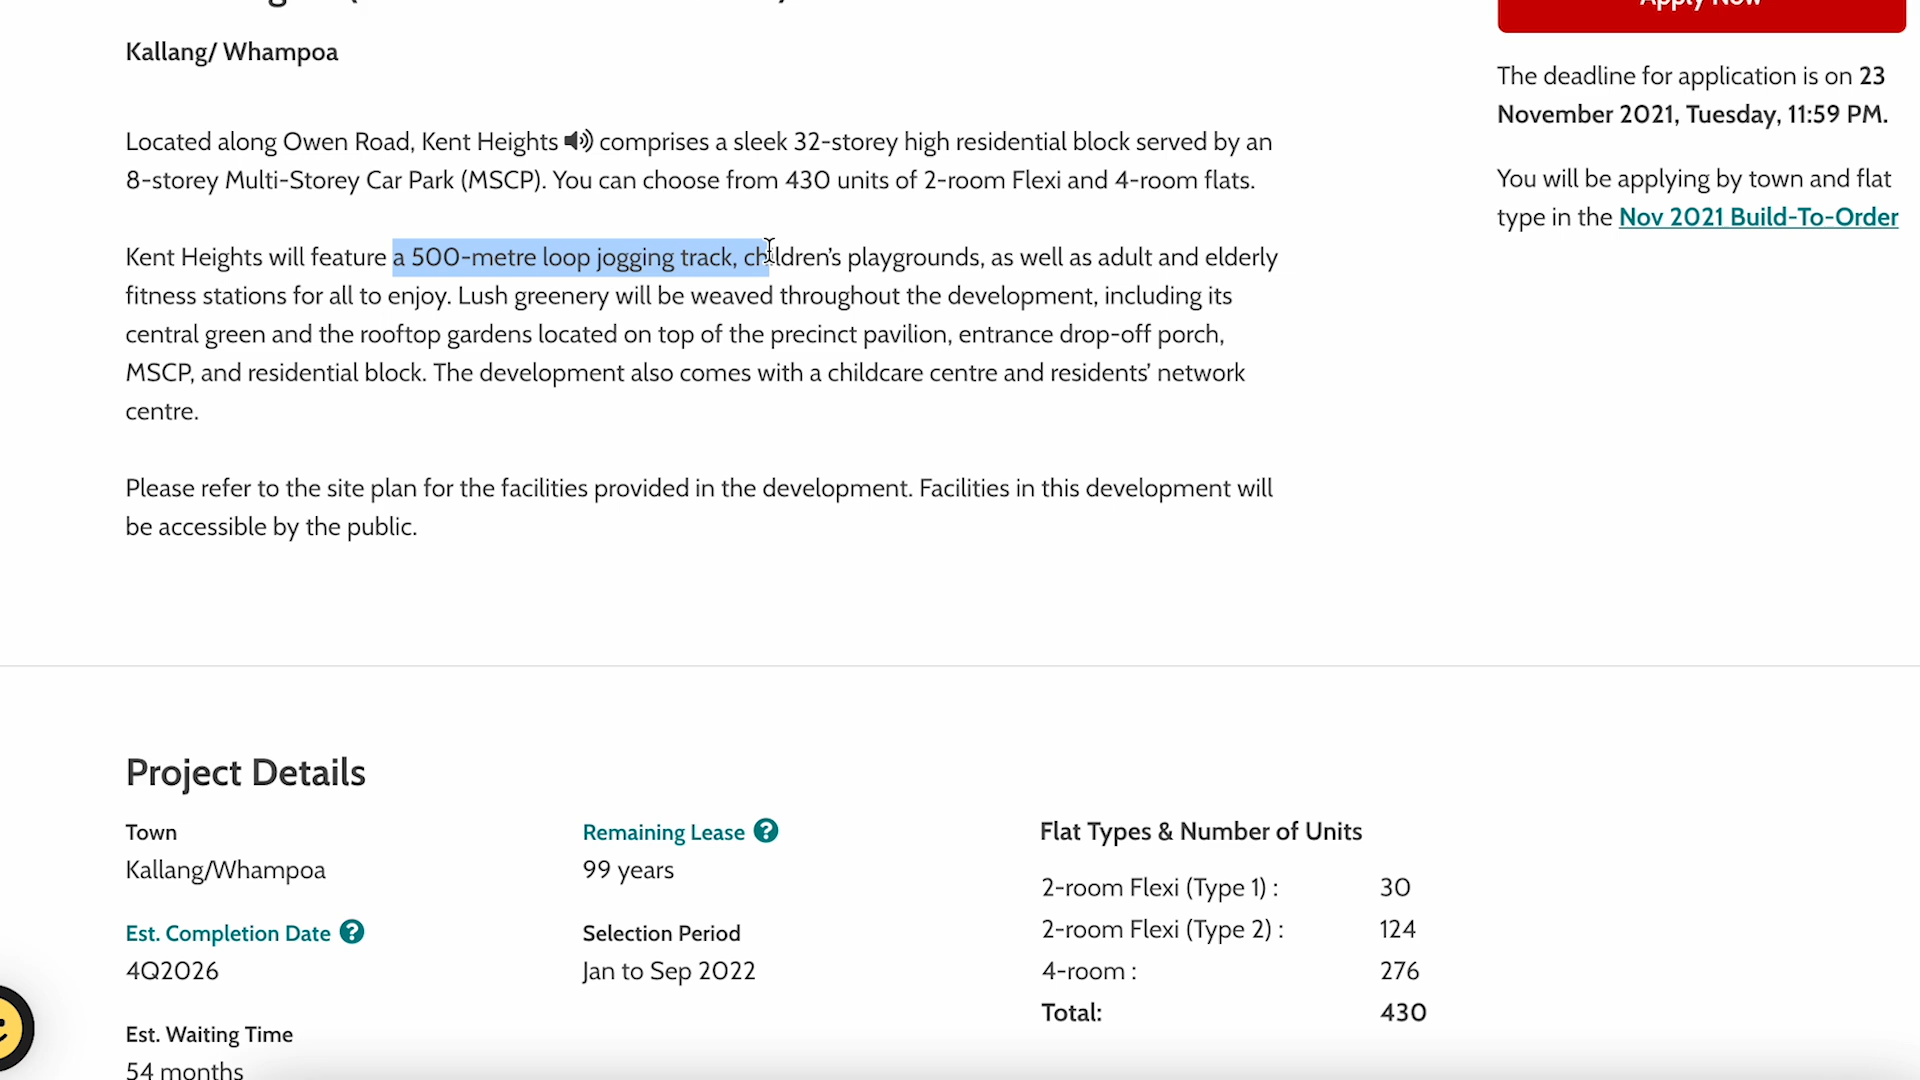 Apply Now
Kallang/ Whampoa
The deadline for application is on 23
November 2021, Tuesday, 11:59 PM.
Located along Owen Road, Kent Heights comprises a sleek 32-storey high residential block served by an
8-storey Multi-Storey Car Park (MSCP). You can choose from 430 units of 2-room Flexi and 4-room flats.
You will be applying by town and flat
type in the Nov 2021 Build-To-Order
Kent Heights will feature a 500-metre loop jogging track, children's playgrounds, as well as adult and elderly
fitness stations for all to enjoy. Lush greenery will be weaved throughout the development, including its
central green and the rooftop gardens located on top of the precinct pavilion, entrance drop-off porch,
MSCP, and residential block. The development also comes with a childcare centre and residents' network
centre.
Please refer to the site plan for the facilities provided in the development. Facilities in this development will
be accessible by the public.
Project Details
Town
Kallang/Whampoa
Est. Completion Date ?
4Q2026
Est. Waiting Time
54 months
Remaining Lease ?
99 years
Selection Period
Jan to Sep 2022
Flat Types & Number of Units
2-room Flexi (Type 1) : 30
2-room Flexi (Type 2) : 124
4-room : 276
Total: 430